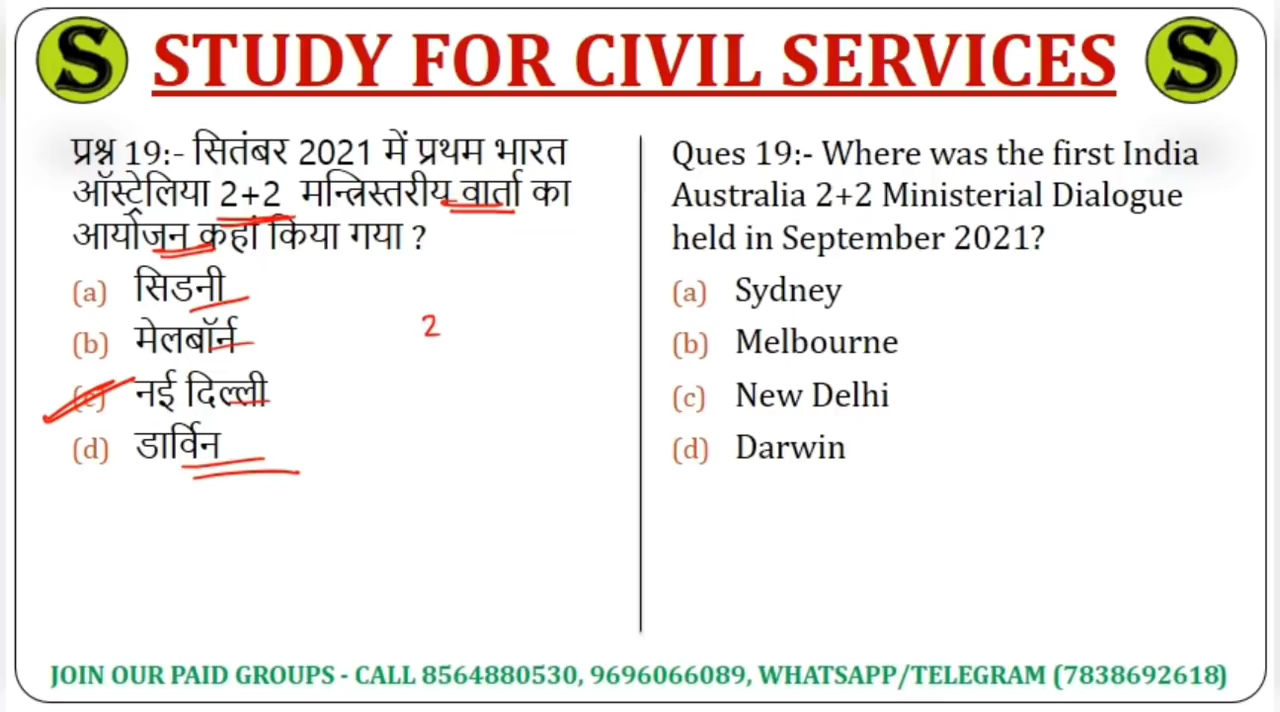 S STUDY FOR CIVIL SERVICES S
प्रश्न 19:- सितंबर 2021 में प्रथम भारत
ऑस्ट्रेलिया 2+2 मन्त्रिस्तरीय वार्ता का
आयोजन कहां किया गया ?
(a) सिडनी
(b) मेलबॉर्न
(c) नई दिल्ली
(d) डार्विन
2
Ques 19:- Where was the first India
Australia 2+2 Ministerial Dialogue
held in September 2021?
(a) Sydney
(b) Melbourne
(c) New Delhi
(d) Darwin
JOIN OUR PAID GROUPS - CALL 8564880530, 9696066089, WHATSAPP/TELEGRAM (7838692618)